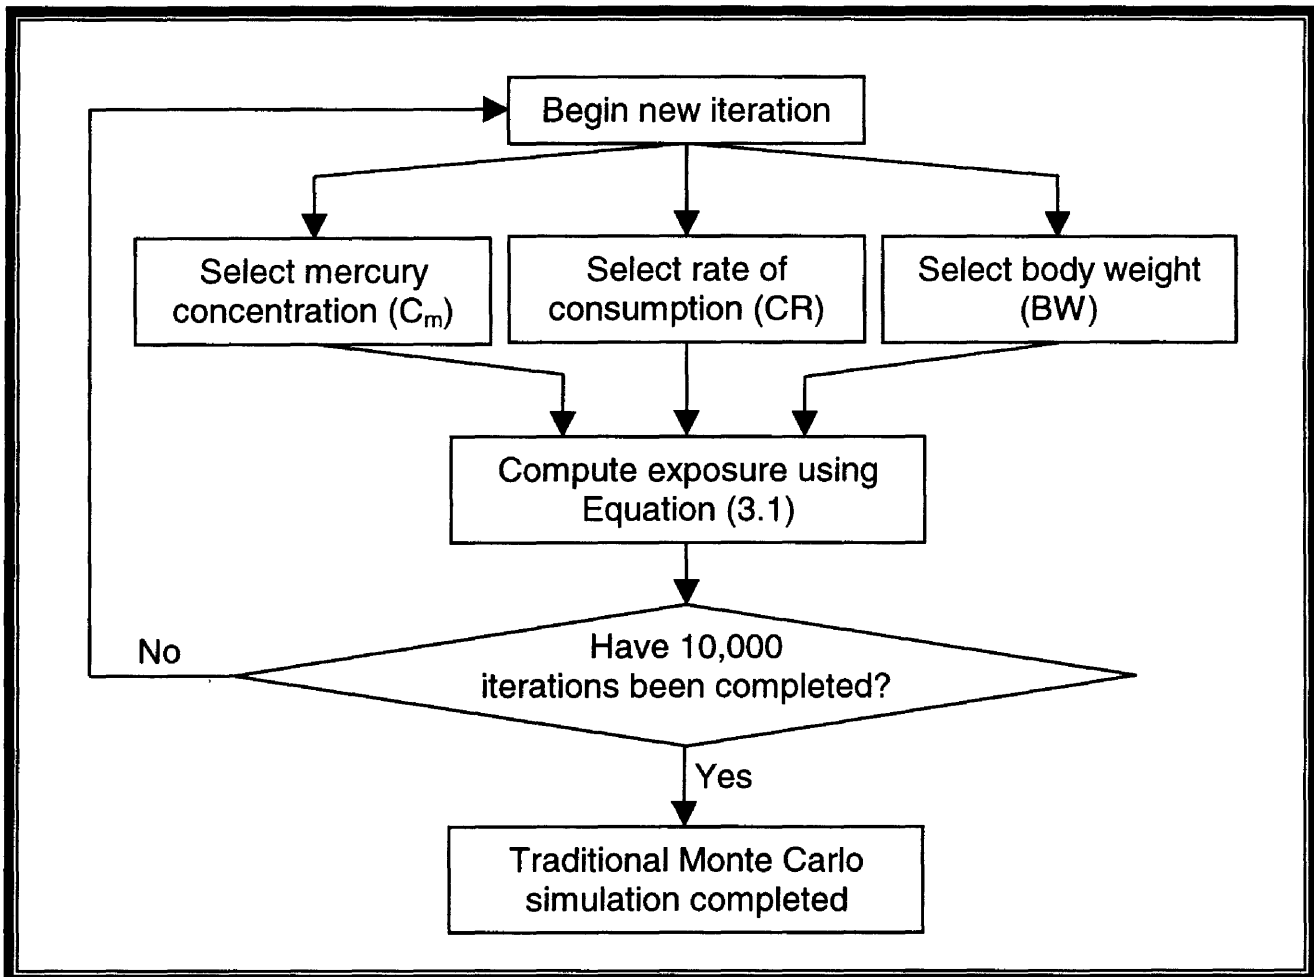 Begin new iteration
Select mercury
concentration (Cₘ)
Select rate of
consumption (CR)
Select body weight
(BW)
Compute exposure using
Equation (3.1)
Have 10,000
iterations been completed?
No
Yes
Traditional Monte Carlo
simulation completed